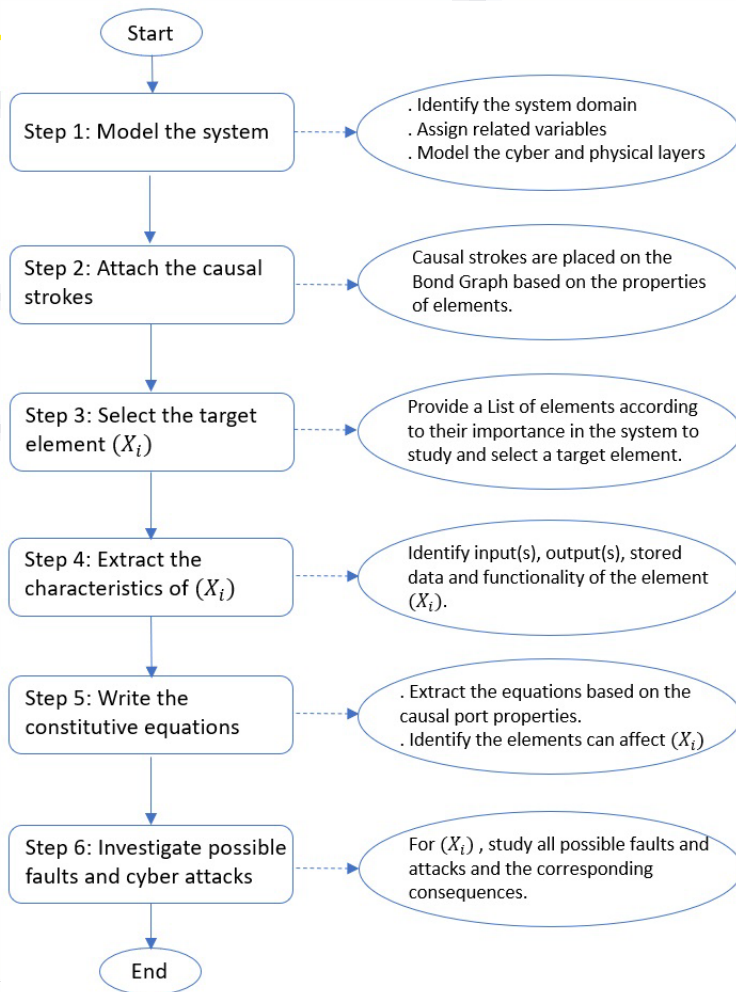 Start
Step 1: Model the system
. Identify the system domain
. Assign related variables
. Model the cyber and physical layers
Step 2: Attach the causal
strokes
Causal strokes are placed on the
Bond Graph based on the properties
of elements.
Step 3: Select the target
element (X_i)
Provide a List of elements according
to their importance in the system to
study and select a target element.
Step 4: Extract the
characteristics of (X_i)
Identify input(s), output(s), stored
data and functionality of the element
(X_i).
Step 5: Write the
constitutive equations
. Extract the equations based on the
causal port properties.
. Identify the elements can affect (X_i)
Step 6: Investigate possible
faults and cyber attacks
For (X_i) , study all possible faults and
attacks and the corresponding
consequences.
End